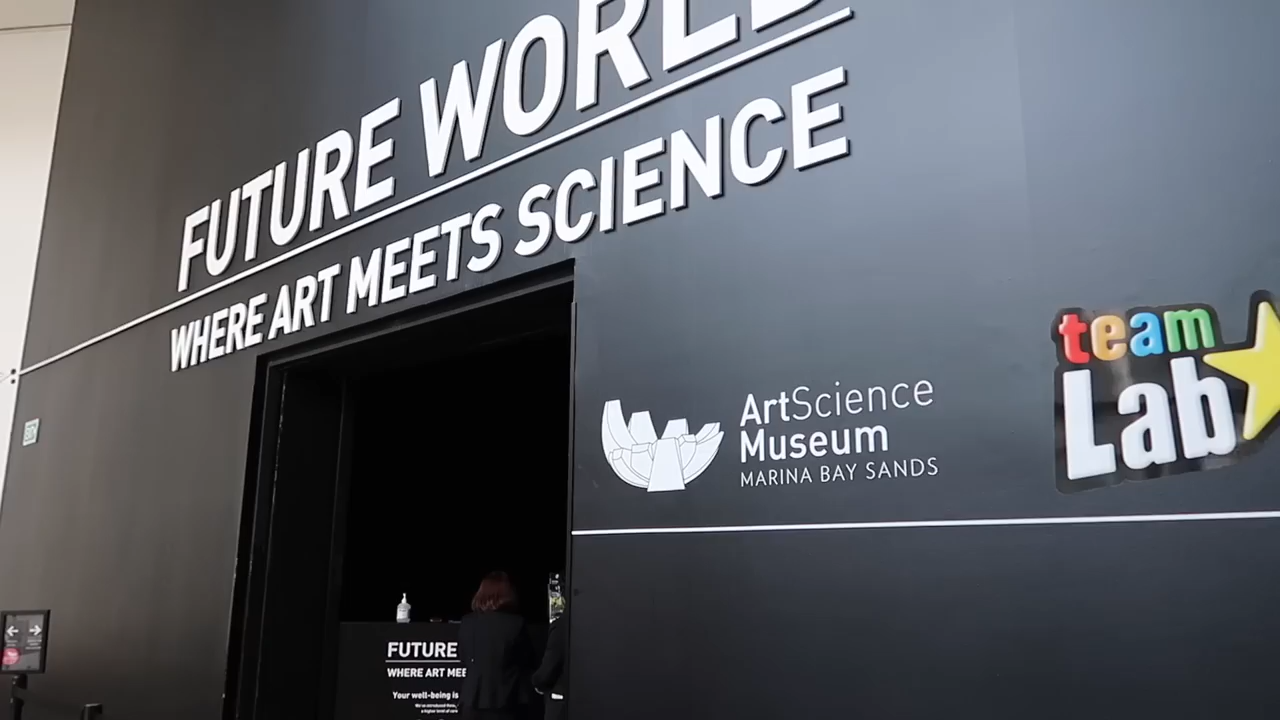 FUTURE WORLD
WHERE ART MEETS SCIENCE
ArtScience
Museum
MARINA BAY SANDS
team
Lab
FUTURE
WHERE ART MEE
Your well-being is